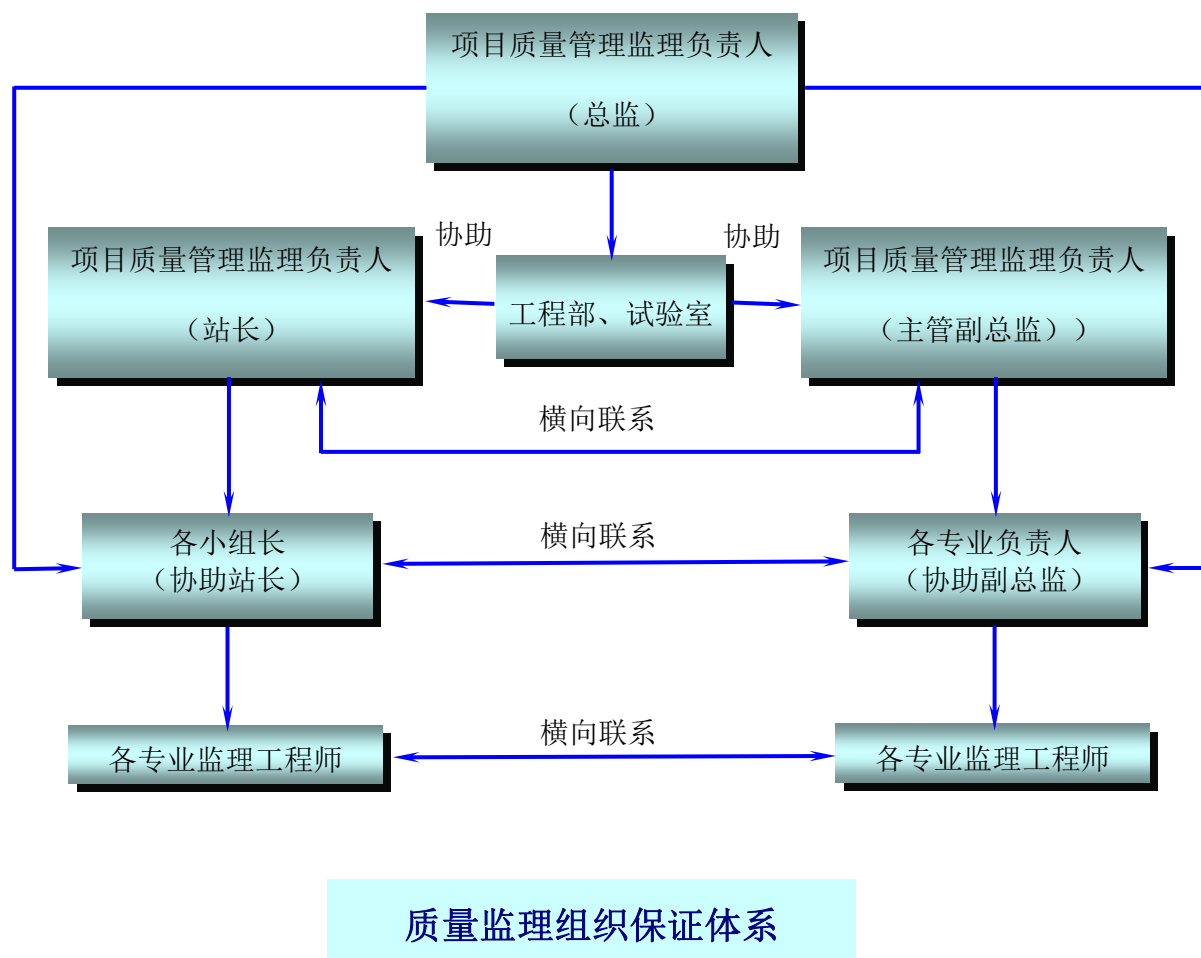 项目质量管理监理负责人
（总监）
协助
协助
项目质量管理监理负责人
（站长）
工程部、试验室
项目质量管理监理负责人
（主管副总监））
横向联系
各小组长
（协助站长）
横向联系
各专业负责人
（协助副总监）
各专业监理工程师
横向联系
各专业监理工程师
质量监理组织保证体系